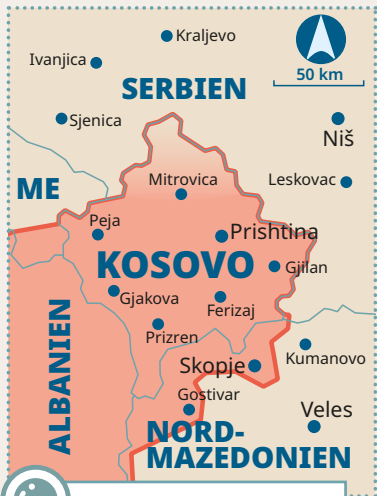 Kraljevo
Ivanjica
50 km
SERBIEN
Sjenica
Niš
ME
Mitrovica
Leskovac
Peja
Prishtina
KOSOVO
Gjilan
Gjakova
Ferizaj
ALBANIEN
Prizren
Skopje
Kumanovo
Gostivar
Veles
NORD-
MAZEDONIEN